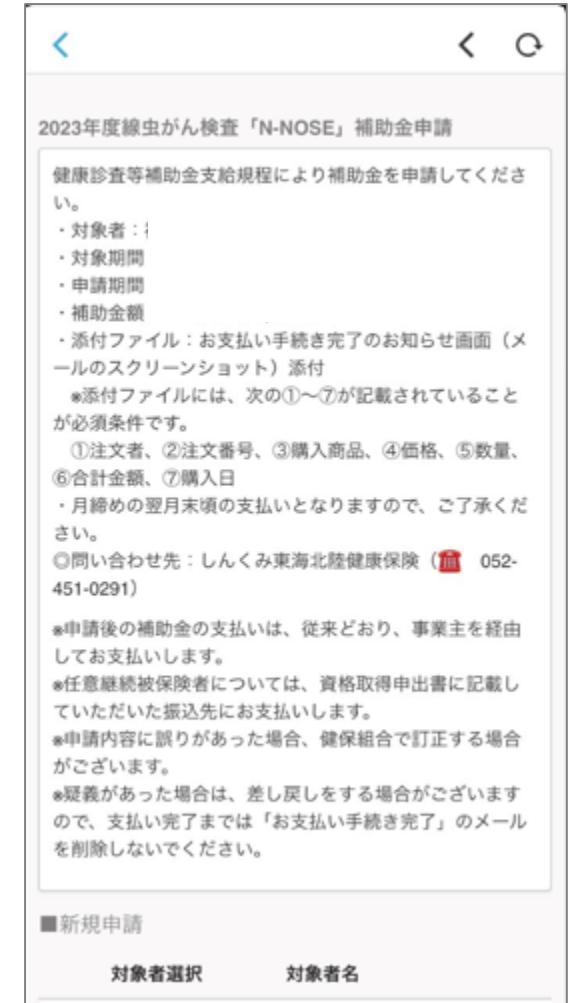 2023年度線虫がん検査「N-NOSE」補助金申請
健康診査等補助金支給規程により補助金を申請してくださ
い。
・対象者：
・対象期間
・申請期間
・補助金額
・添付ファイル：お支払い手続き完了のお知らせ画面（メ
ールのスクリーンショット）添付
※添付ファイルには、次の①～⑦が記載されていること
が必須条件です。
①注文者、②注文番号、③購入商品、④価格、⑤数量、
⑥合計金額、⑦購入日
・月締めの翌月末頃の支払いとなりますので、ご了承くだ
さい。
◎問い合わせ先：しんくみ東海北陸健康保険（☎ 052-
451-0291）
※申請後の補助金の支払いは、従来どおり、事業主を経由
してお支払いします。
※任意継続被保険者については、資格取得申出書に記載し
ていただいた振込先にお支払いします。
※申請内容に誤りがあった場合、健保組合で訂正する場合
がございます。
※疑義があった場合は、差し戻しをする場合がございます
ので、支払い完了までは「お支払い手続き完了」のメール
を削除しないでください。
■新規申請
対象者選択 対象者名